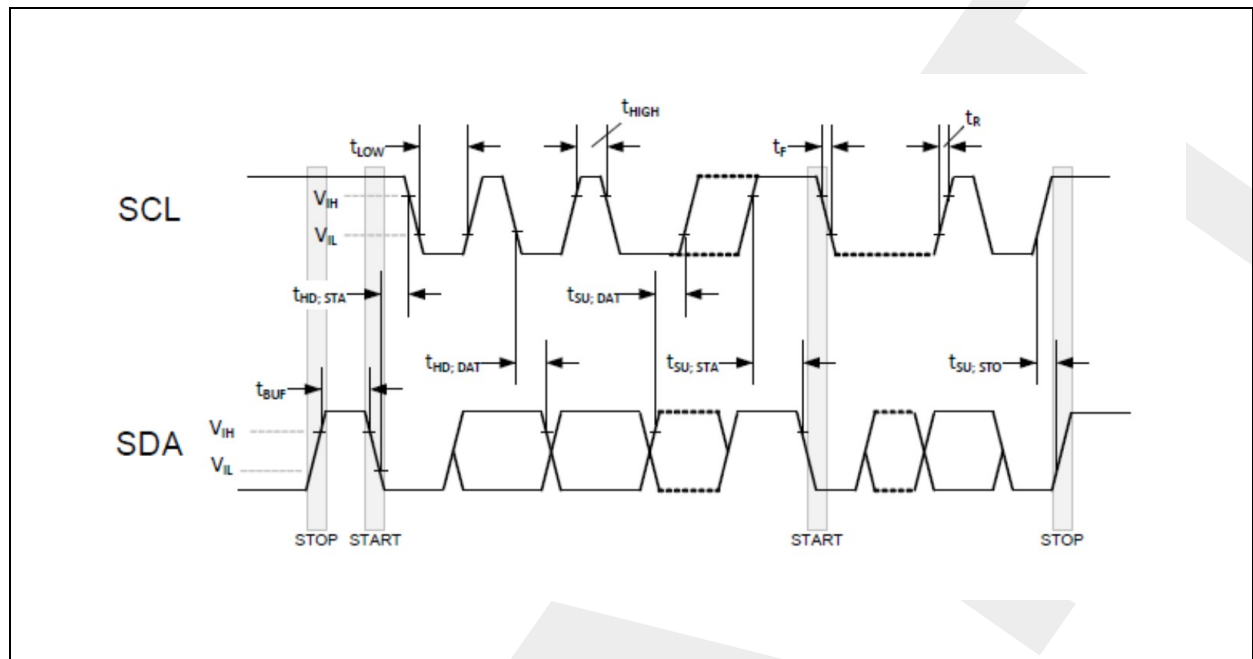 tHIGH
tLOW
tF
tR
SCL
VIH
VIL
tHD; STA
tSU; DAT
tHD; DAT
tSU; STA
tSU; STO
tBUF
SDA
VIH
VIL
STOP START START STOP